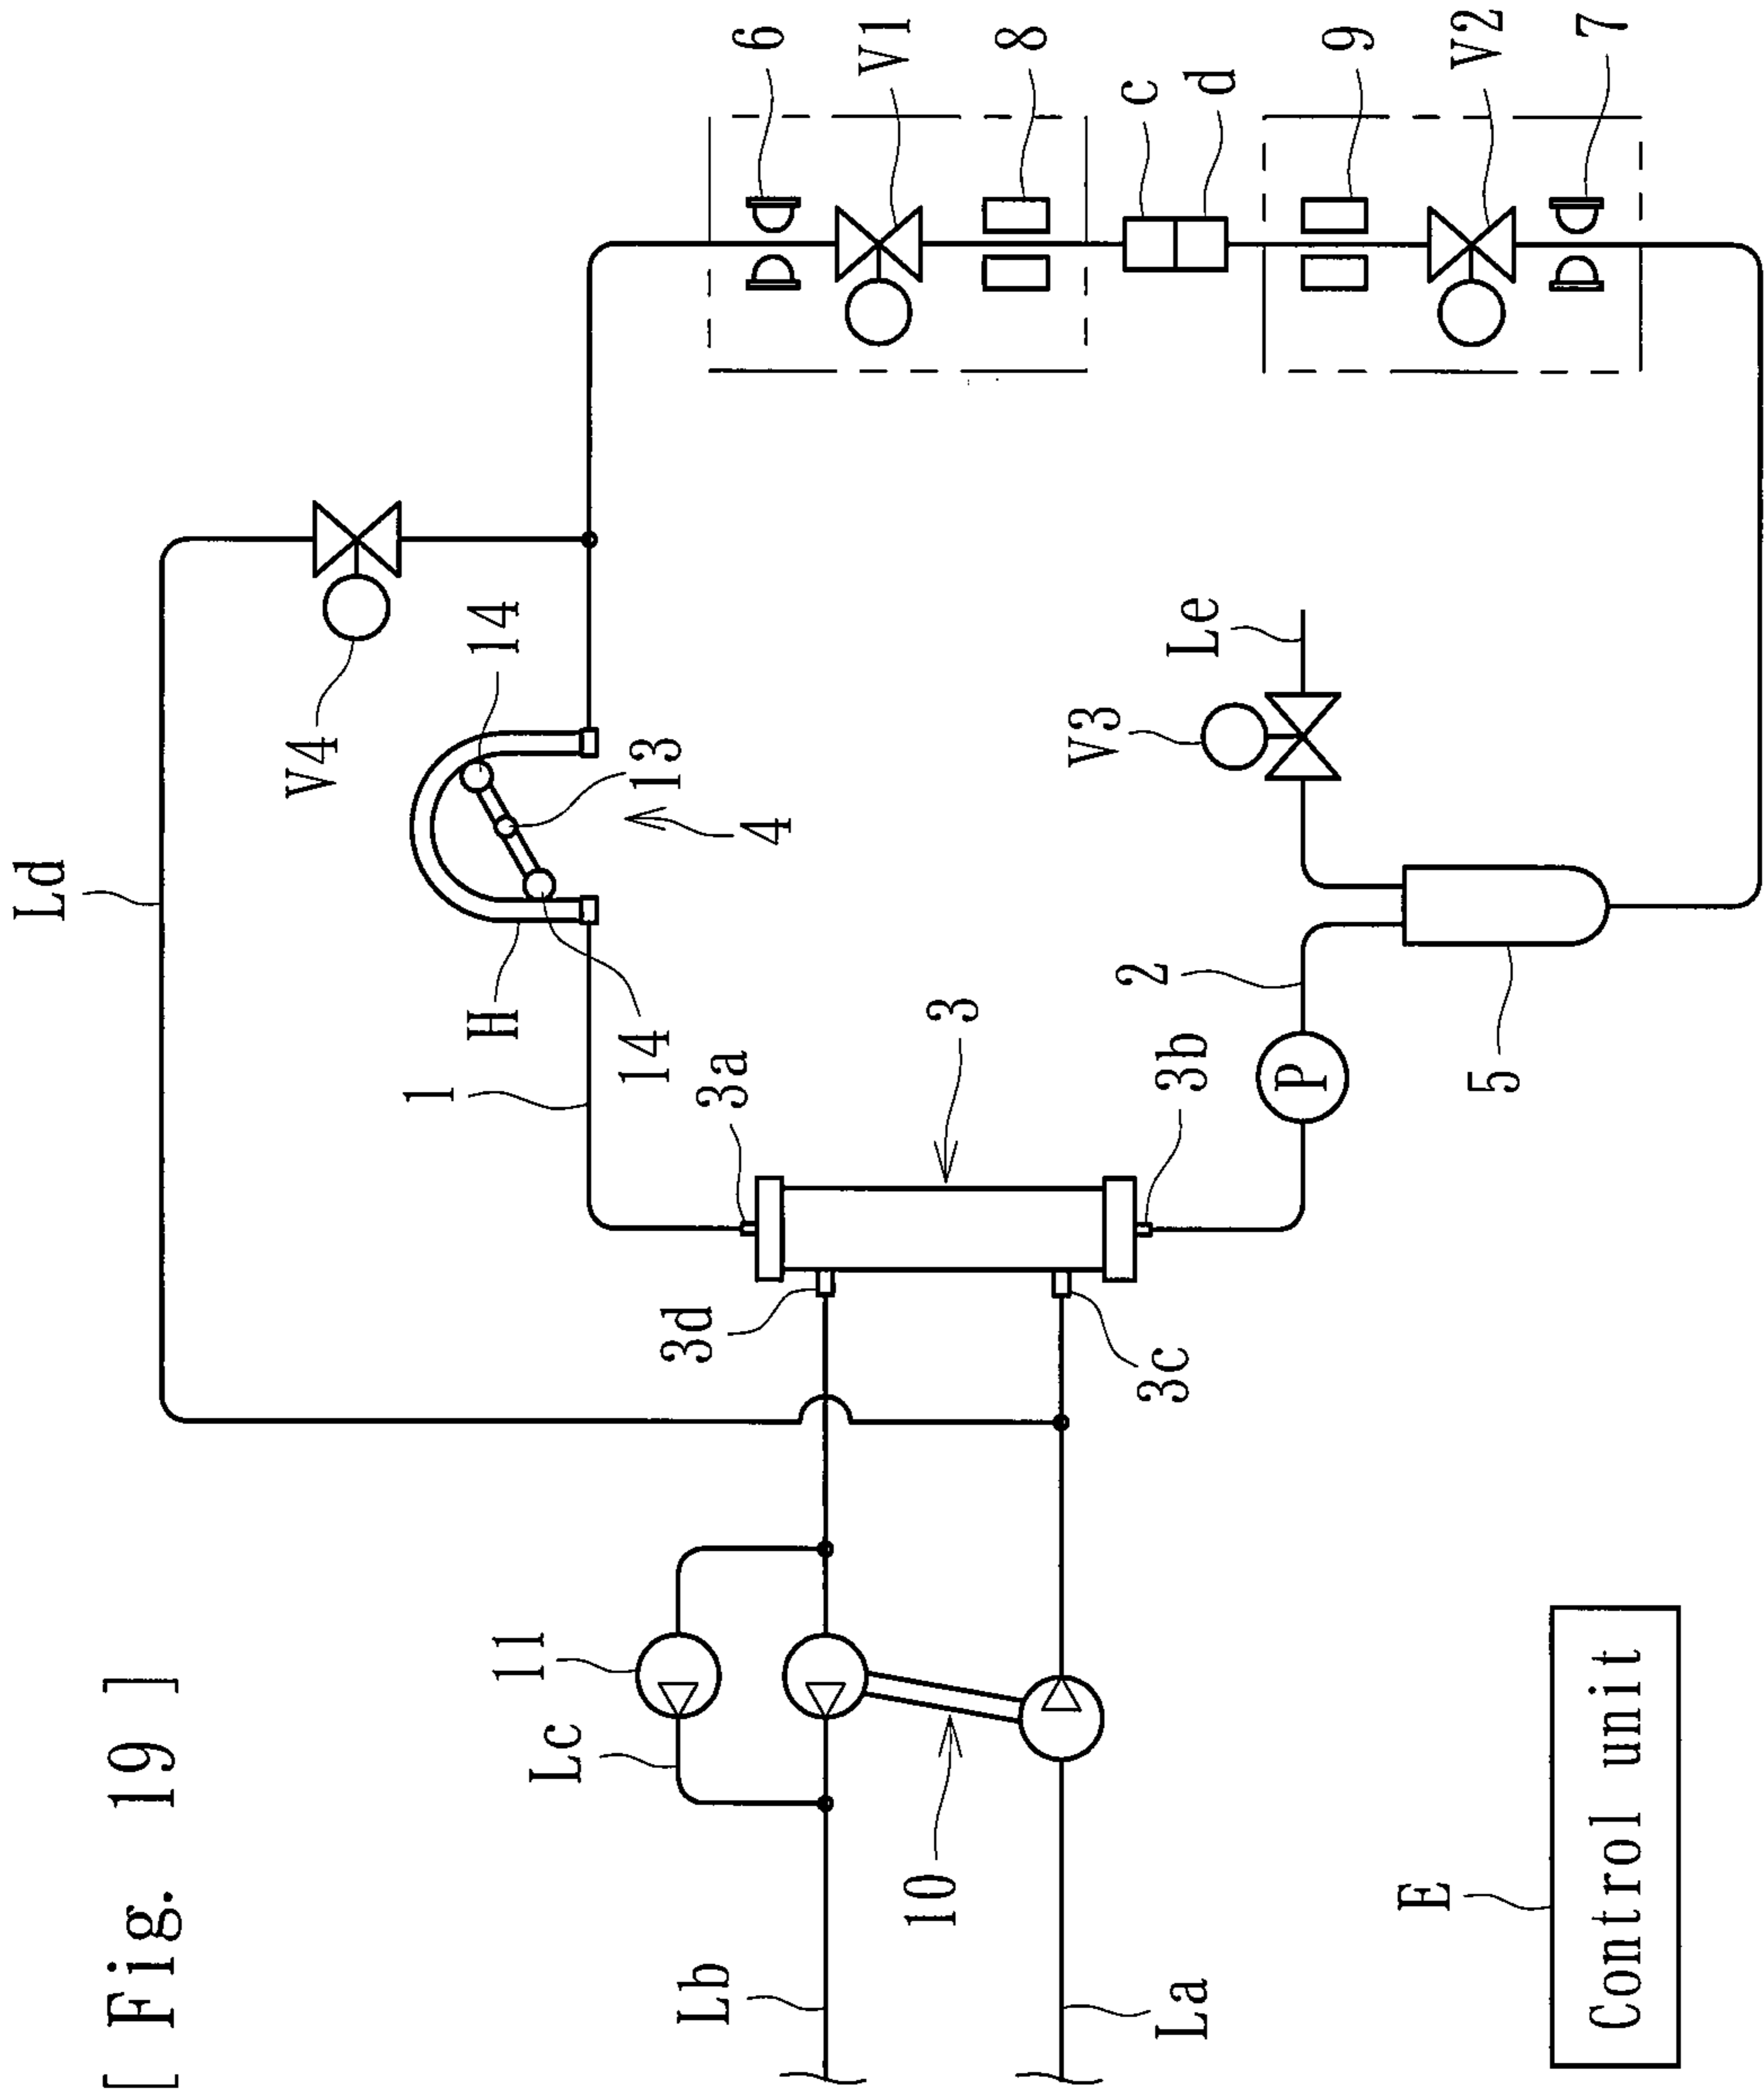 [Fig. 19]
Ld
V4
14
H
13
4
14
1
6
V1
8
c
d
9
V2
7
Le
V3
2
3
3a
3b
P
5
3d
3c
11
Lc
10
Lb
La
E
Control unit